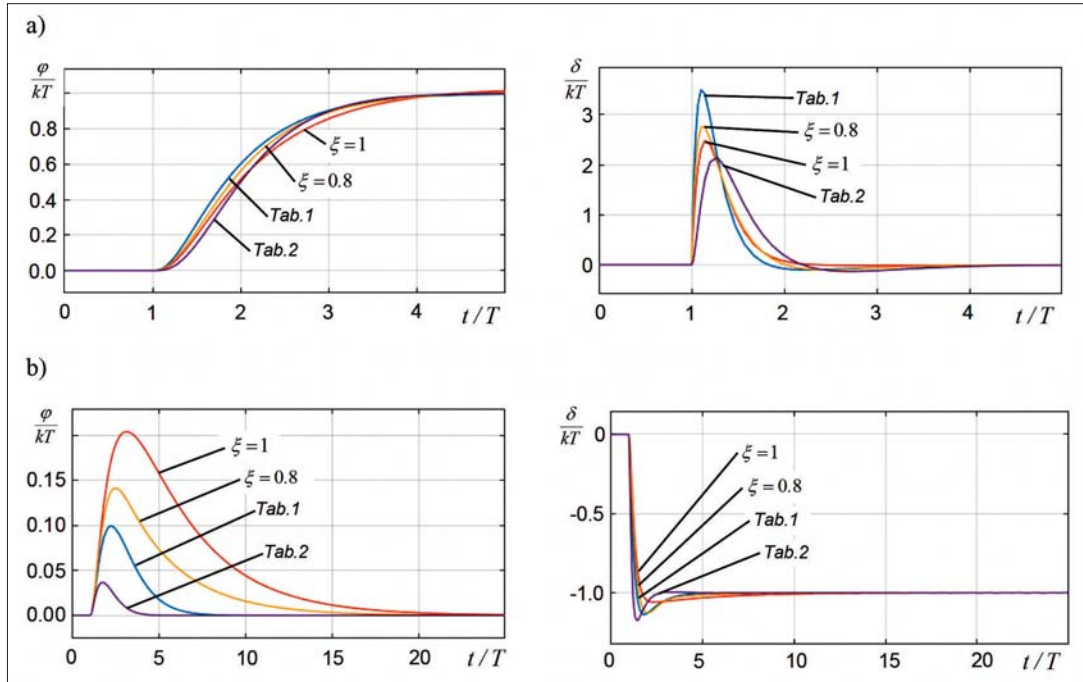 a)
φ/kT
0.8
0.6
0.4
0.2
0.0
0 1 2 3 4 t/T
ξ = 1
ξ = 0.8
Tab.1
Tab.2
δ/kT
3
2
1
0
0 1 2 3 4 t/T
Tab.1
ξ = 0.8
ξ = 1
Tab.2
b)
φ/kT
0.15
0.10
0.05
0.00
0 5 10 15 20 t/T
ξ = 1
ξ = 0.8
Tab.1
Tab.2
δ/kT
0
-0.5
-1.0
0 5 10 15 20 t/T
ξ = 1
ξ = 0.8
Tab.1
Tab.2